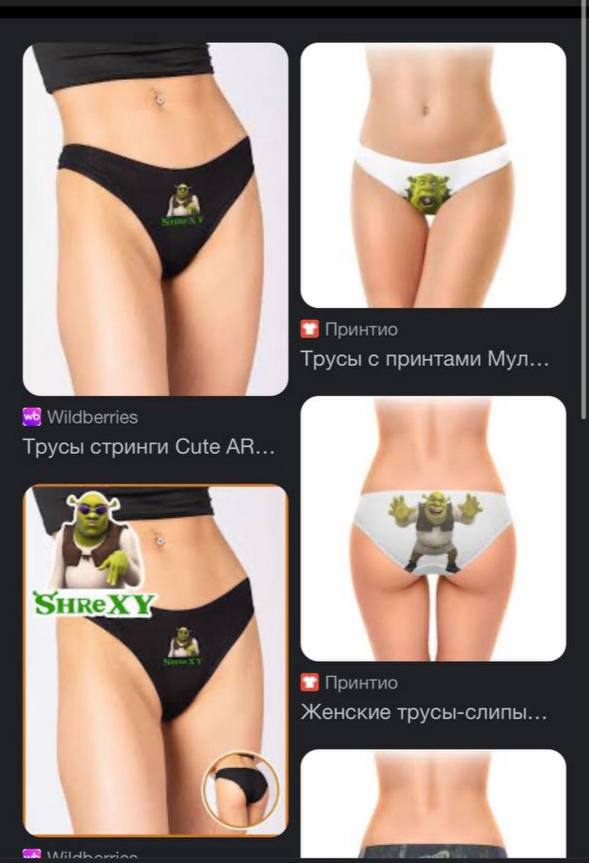 SHREXY
wb Wildberries
Трусы стринги Cute AR...
SHREXY
SHREXY
Wildberries
Принтио
Трусы с принтами Мул...
Принтио
Женские трусы-слипы...